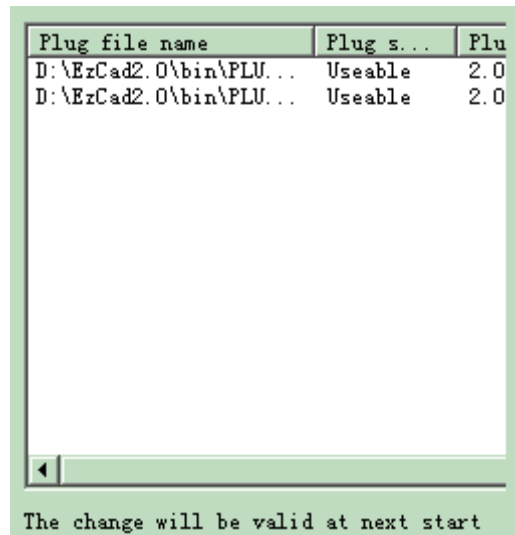 Plug file name Plug s... Plu
D:\EzCad2.0\bin\PLU... Useable 2.0
D:\EzCad2.0\bin\PLU... Useable 2.0
The change will be valid at next start